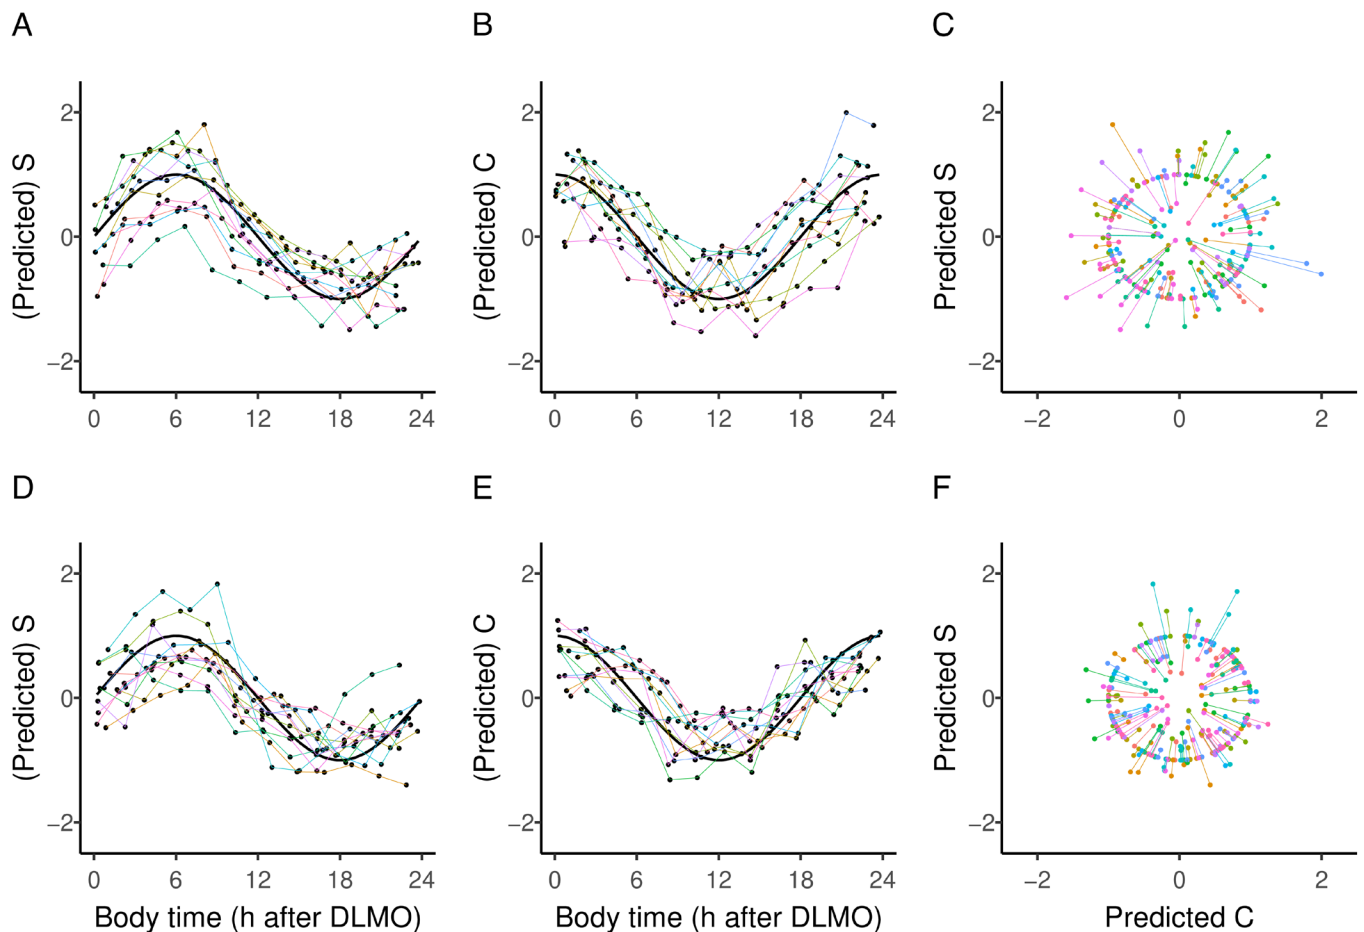 A
B
C
(Predicted) S
2
0
−2
0
6
12
18
24
(Predicted) C
2
0
−2
0
6
12
18
24
Predicted S
2
0
−2
−2
0
2
D
E
F
(Predicted) S
2
0
−2
0
6
12
18
24
Body time (h after DLMO)
(Predicted) C
2
0
−2
0
6
12
18
24
Body time (h after DLMO)
Predicted S
2
0
−2
−2
0
2
Predicted C